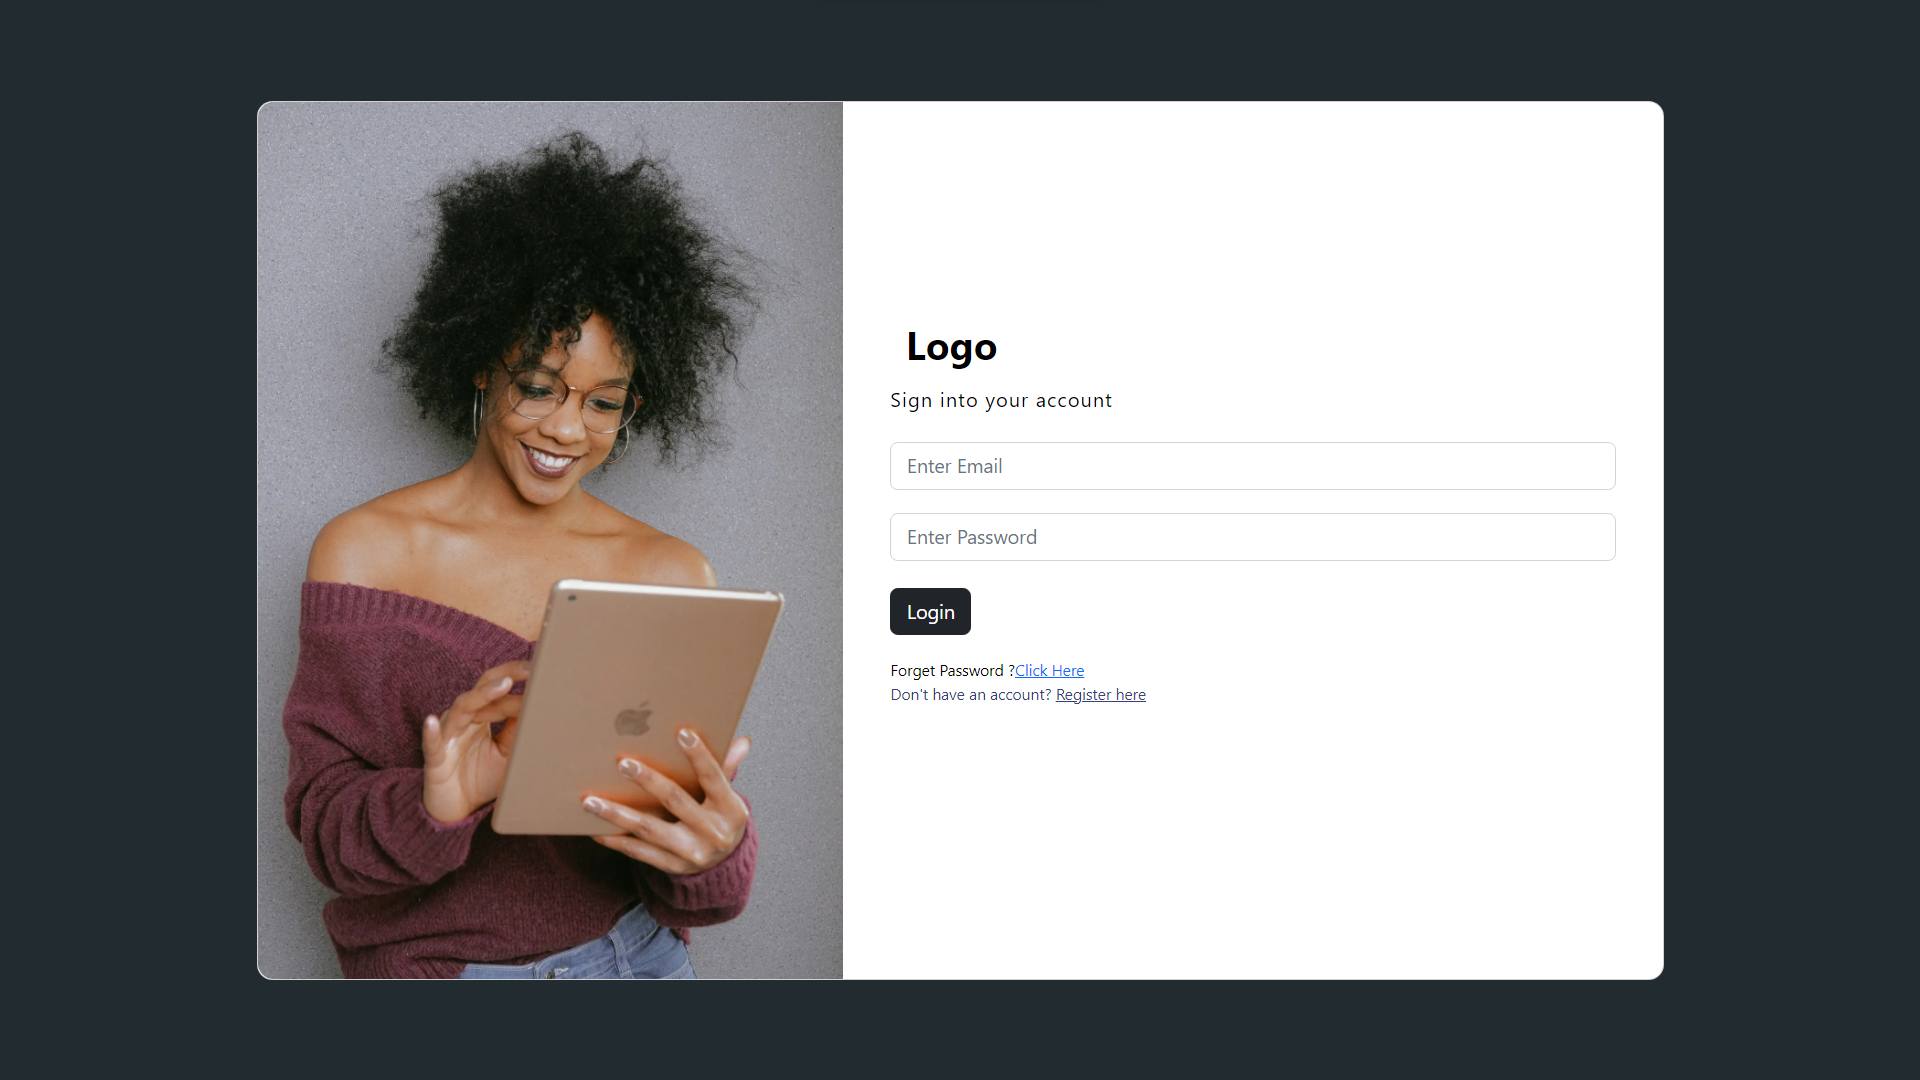 Logo
Sign into your account
Enter Email
Enter Password
Login
Forget Password ?Click Here
Don't have an account? Register here